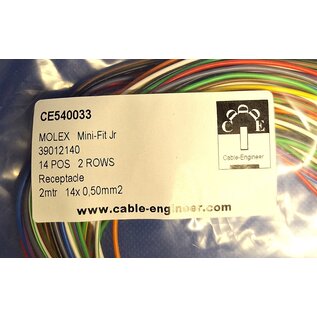 CE540033
MOLEX Mini-Fit Jr
39012140
14 POS 2 ROWS
Receptacle
2mtr 14x 0,50mm2
C E
Cable-Engineer
www.cable-engineer.com